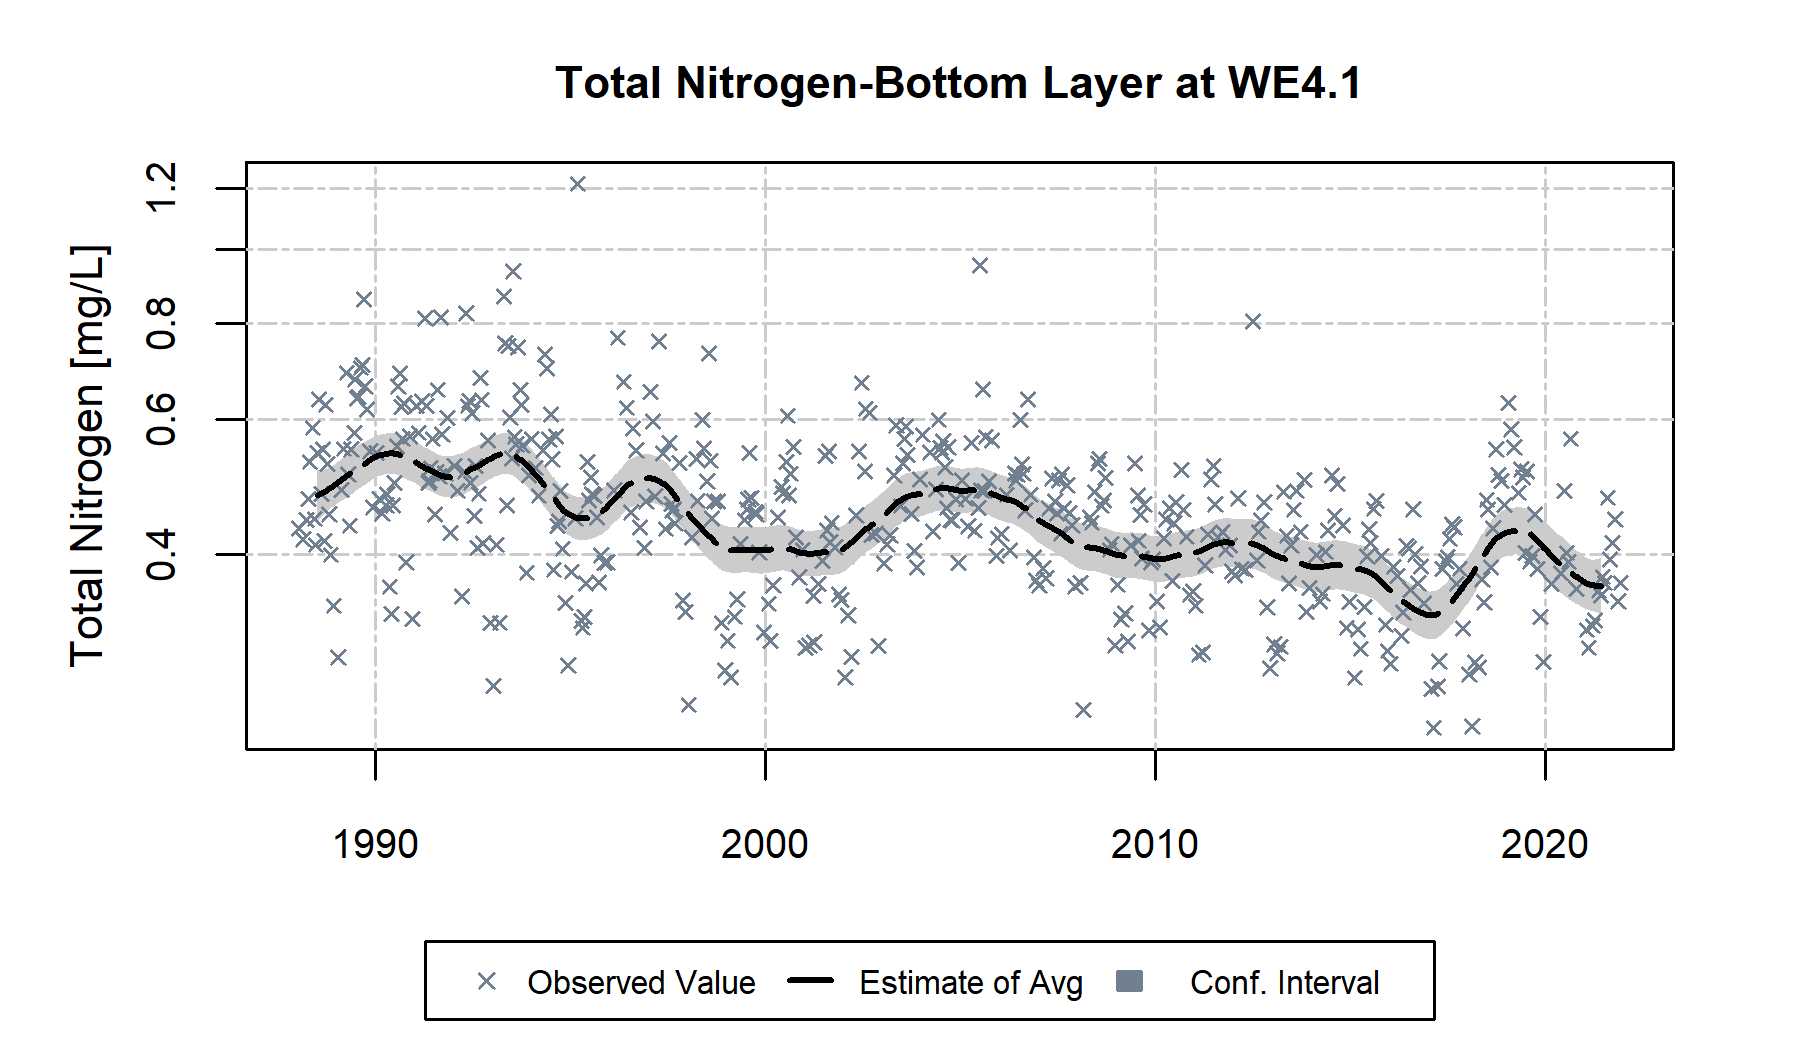 Total Nitrogen-Bottom Layer at WE4.1
Total Nitrogen [mg/L]
1.2
0.8
0.6
0.4
1990 2000 2010 2020
Observed Value Estimate of Avg Conf. Interval